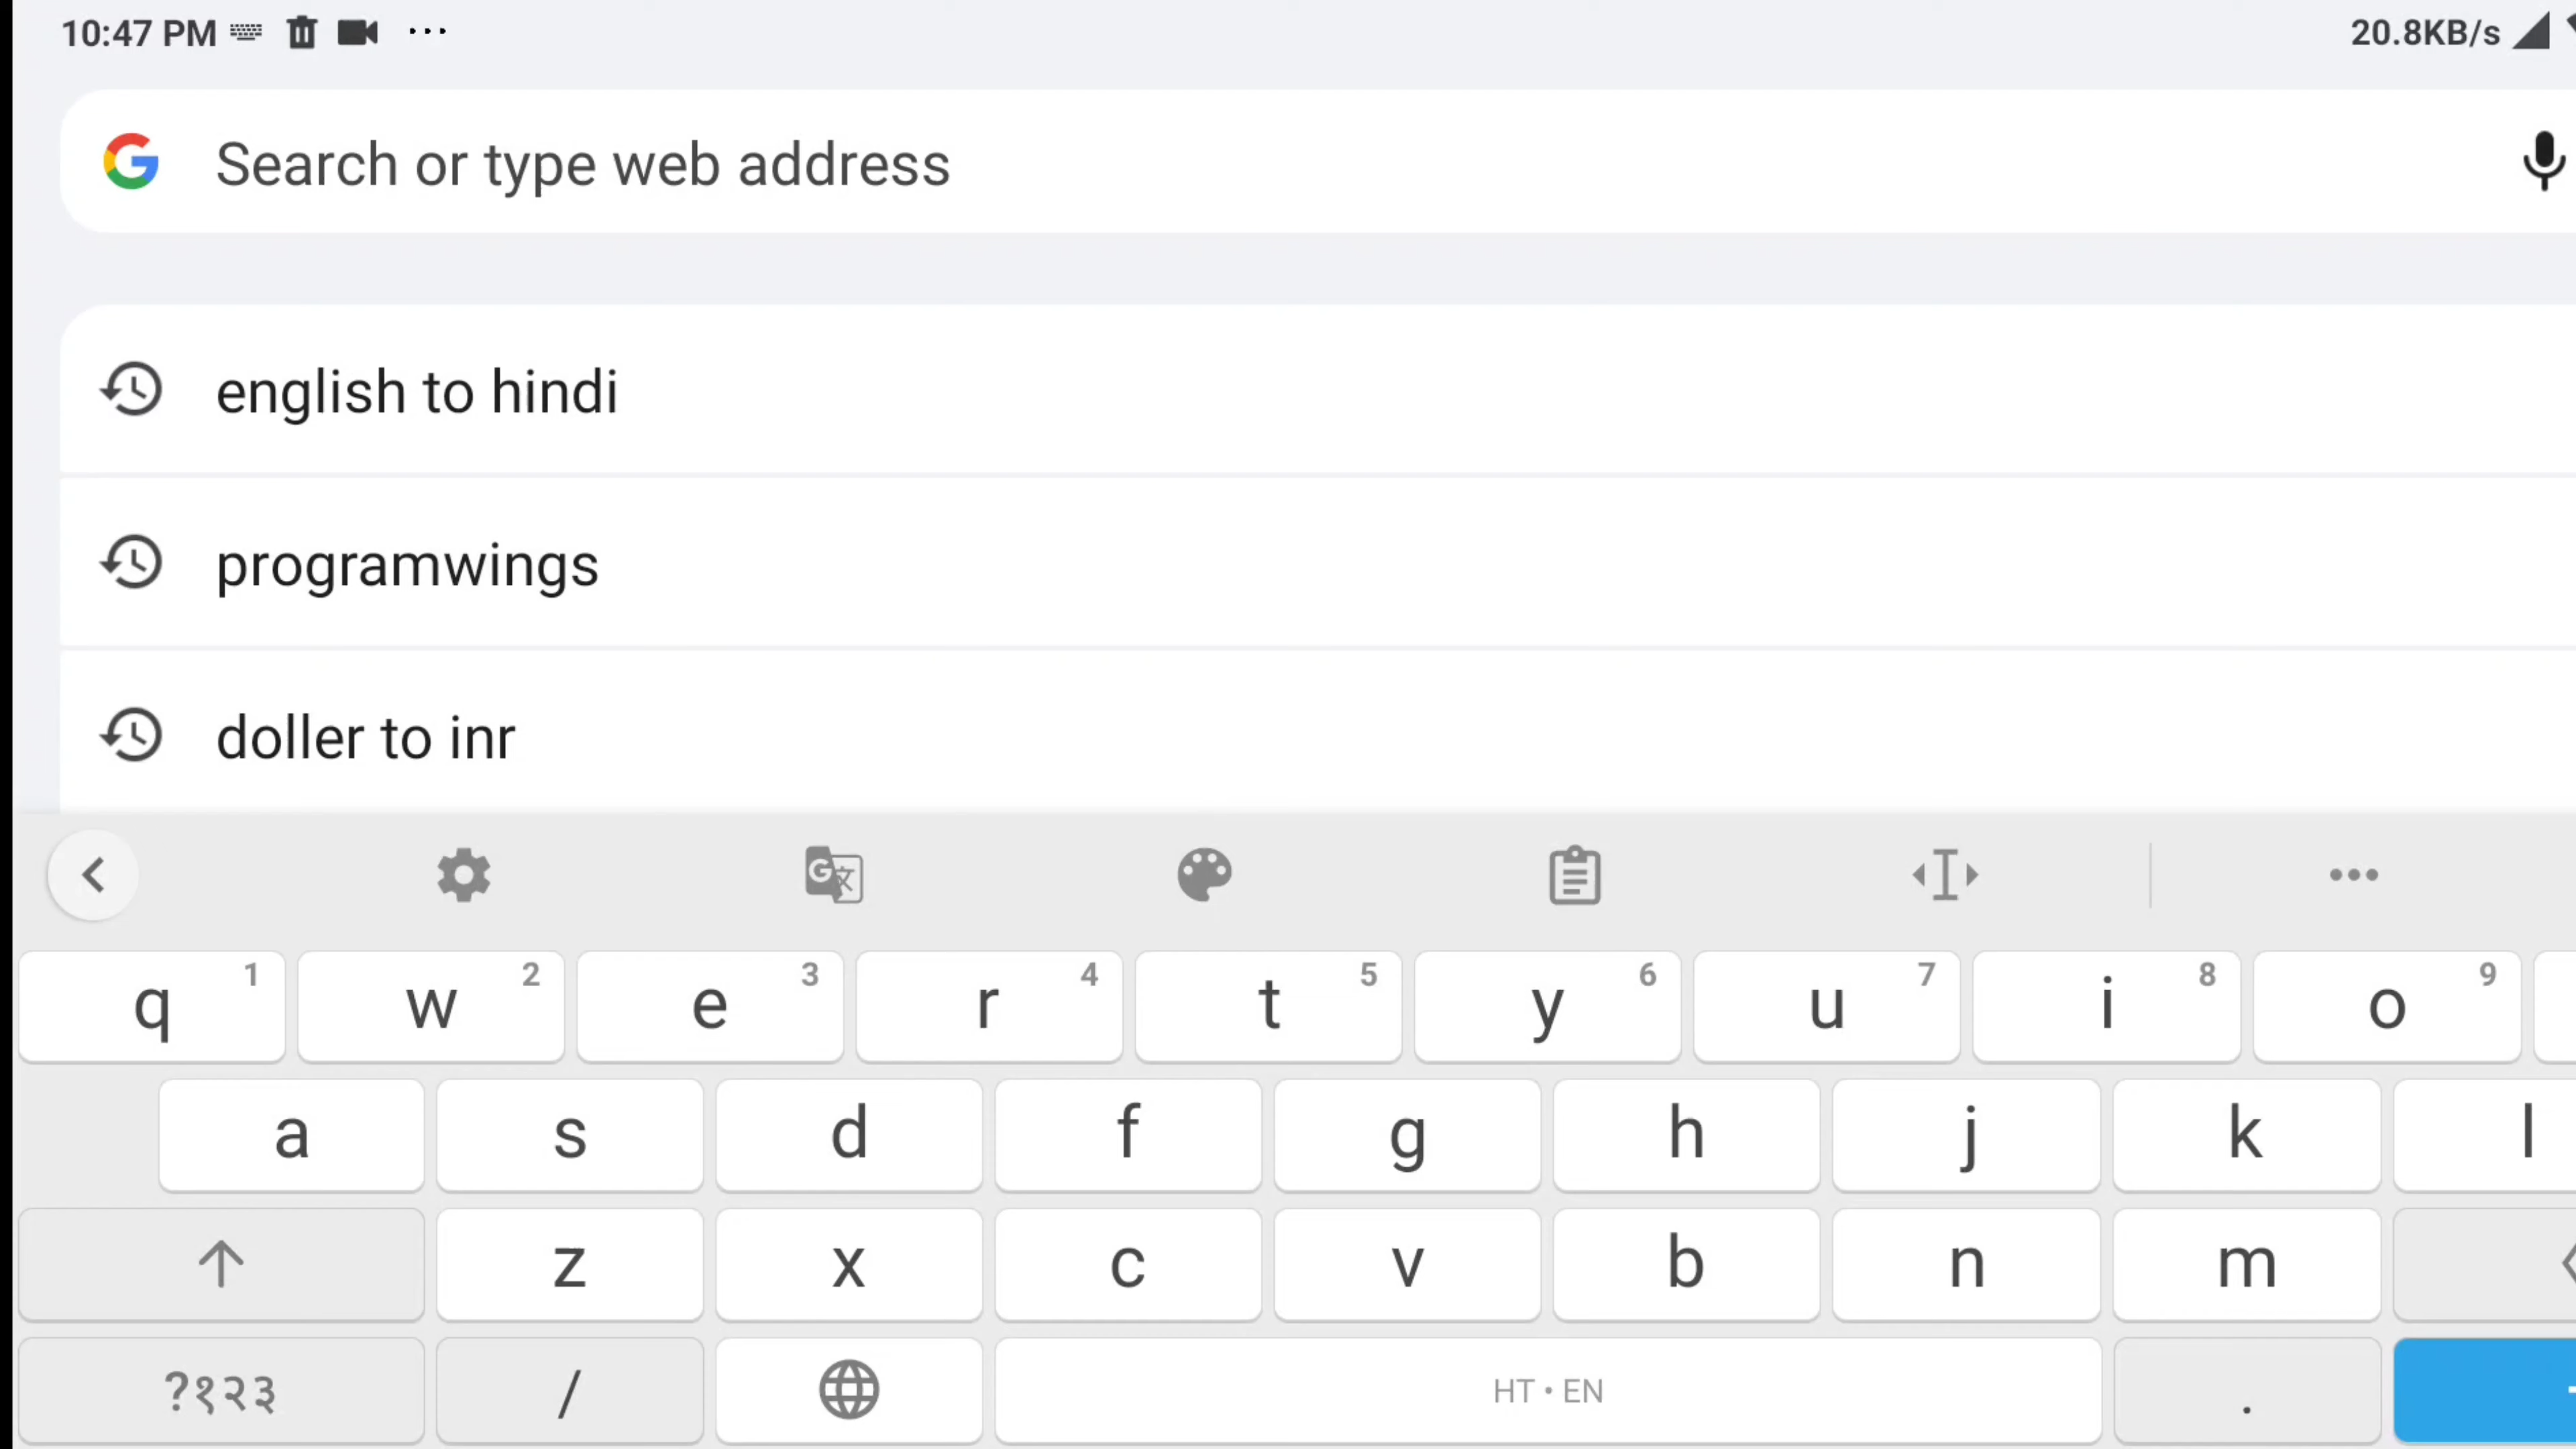 10:47 PM ... 20.8KB/s
Search or type web address
english to hindi
programwings
doller to inr
q 1 w 2 e 3 r 4 t 5 y 6 u 7 i 8 o 9
a s d f g h j k l
z x c v b n m
?१२३ / HT • EN .